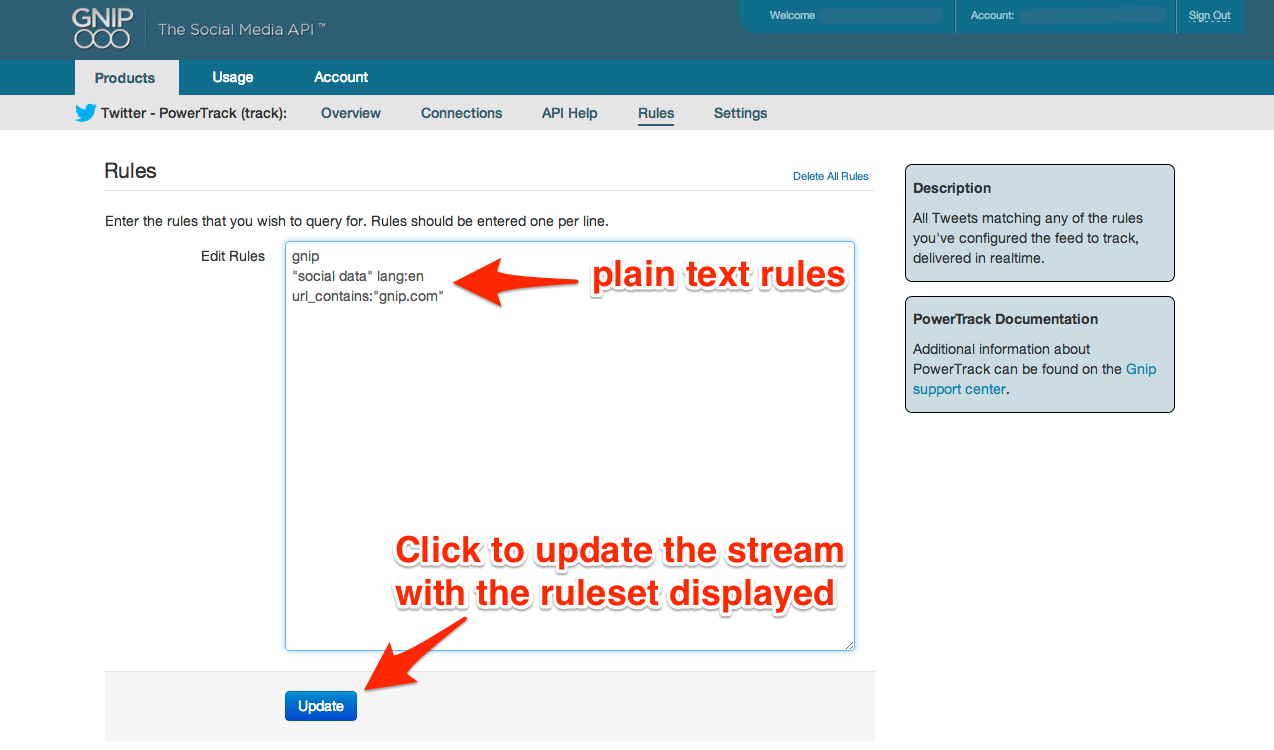 GNIP
The Social Media API ™
Welcome
Account:
Sign Out
Products
Usage
Account
Twitter - PowerTrack (track):
Overview
Connections
API Help
Rules
Settings
Rules
Delete All Rules
Enter the rules that you wish to query for. Rules should be entered one per line.
Edit Rules
gnip
"social data" lang:en
url_contains:"gnip.com"
plain text rules
Click to update the stream
with the ruleset displayed
Update
Description
All Tweets matching any of the rules
you've configured the feed to track,
delivered in realtime.
PowerTrack Documentation
Additional information about
PowerTrack can be found on the Gnip
support center.